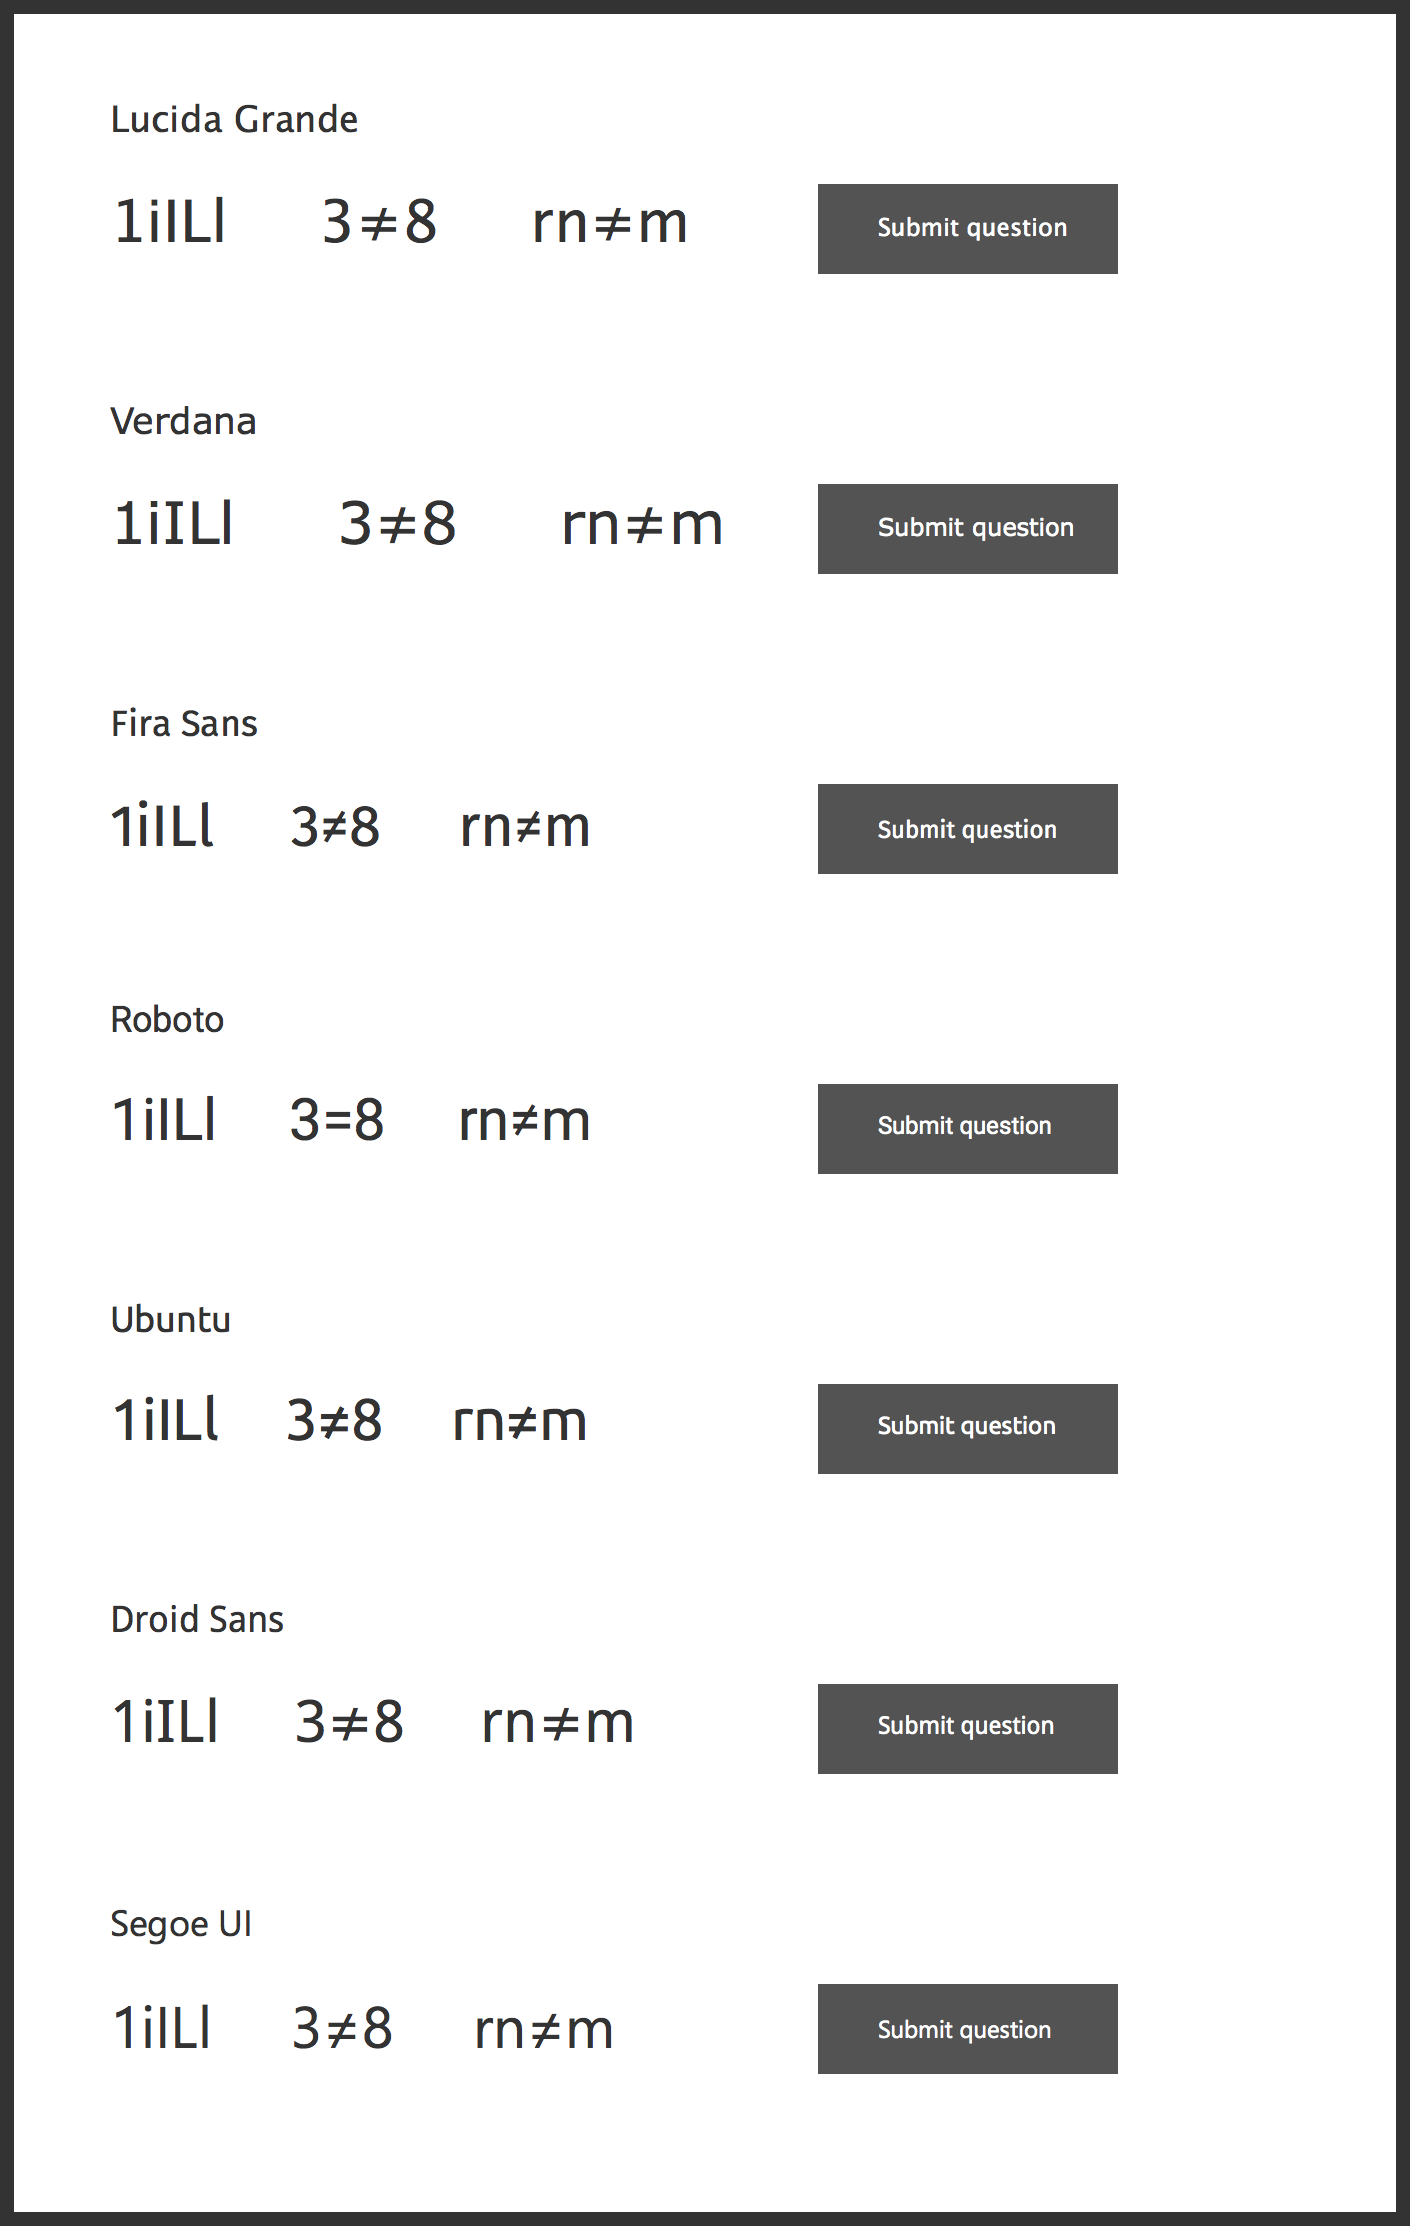 Lucida Grande
1iILl 3≠8 rn≠m Submit question
Verdana
1iILl 3≠8 rn≠m Submit question
Fira Sans
1iILl 3≠8 rn≠m Submit question
Roboto
1iILl 3=8 rn≠m Submit question
Ubuntu
1iILl 3≠8 rn≠m Submit question
Droid Sans
1iILl 3≠8 rn≠m Submit question
Segoe UI
1iILl 3≠8 rn≠m Submit question